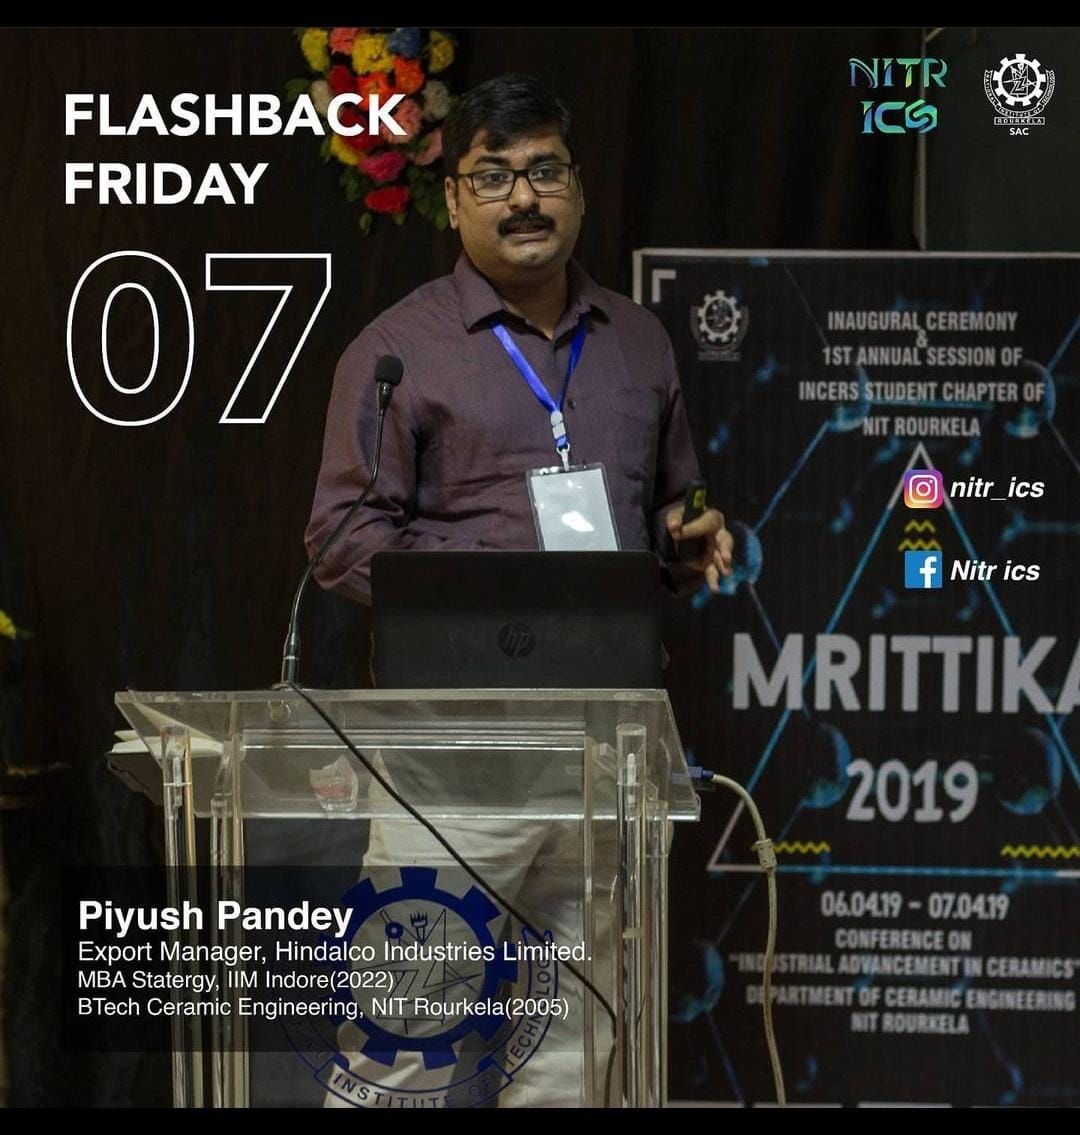 FLASHBACK
FRIDAY
07
NITR
ICS
ROURKELA
SAC
INAUGURAL CEREMONY
&
1ST ANNUAL SESSION OF
INCERS STUDENT CHAPTER OF
NIT ROURKELA
nitr_ics
Nitr ics
MRITTIKA
2019
06.04.19 - 07.04.19
CONFERENCE ON
"INDUSTRIAL ADVANCEMENT IN CERAMICS"
DEPARTMENT OF CERAMIC ENGINEERING
NIT ROURKELA
hp
Piyush Pandey
Export Manager, Hindalco Industries Limited.
MBA Statergy, IIM Indore(2022)
BTech Ceramic Engineering, NIT Rourkela(2005)
INSTITUTE OF TECHNOLOG